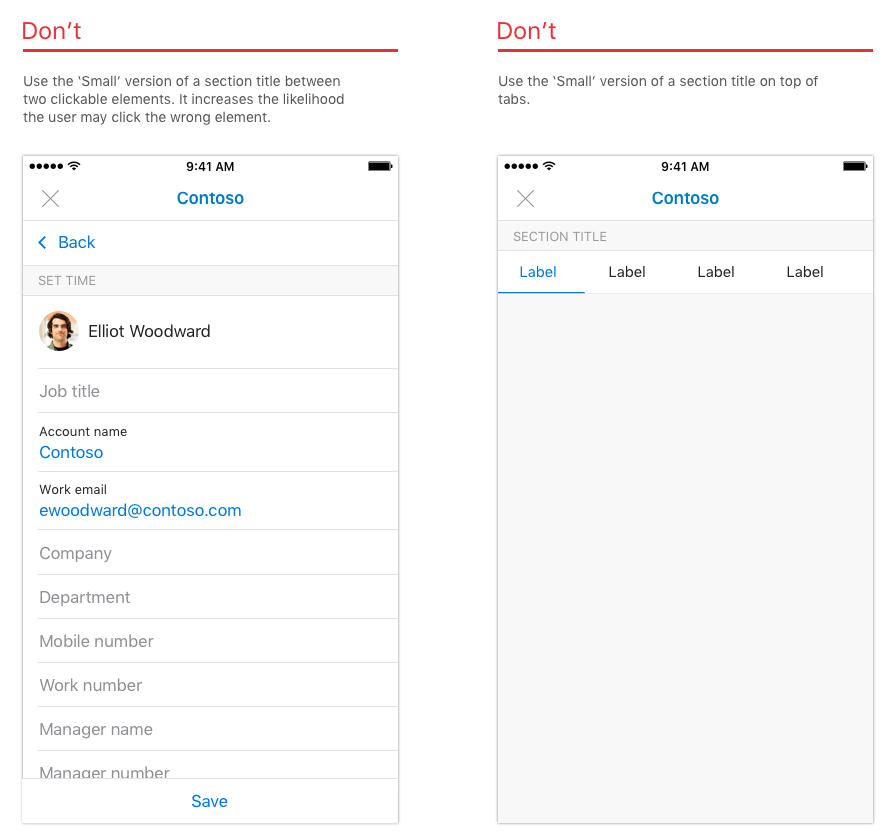 Don’t
Use the ‘Small’ version of a section title between
two clickable elements. It increases the likelihood
the user may click the wrong element.
9:41 AM
Contoso
Back
SET TIME
Elliot Woodward
Job title
Account name
Contoso
Work email
ewoodward@contoso.com
Company
Department
Mobile number
Work number
Manager name
Manager number
Save
Don’t
Use the ‘Small’ version of a section title on top of
tabs.
9:41 AM
Contoso
SECTION TITLE
Label Label Label Label